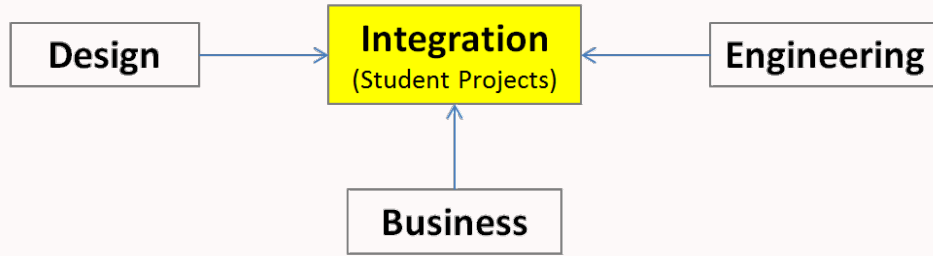 Design
Integration
(Student Projects)
Engineering
Business